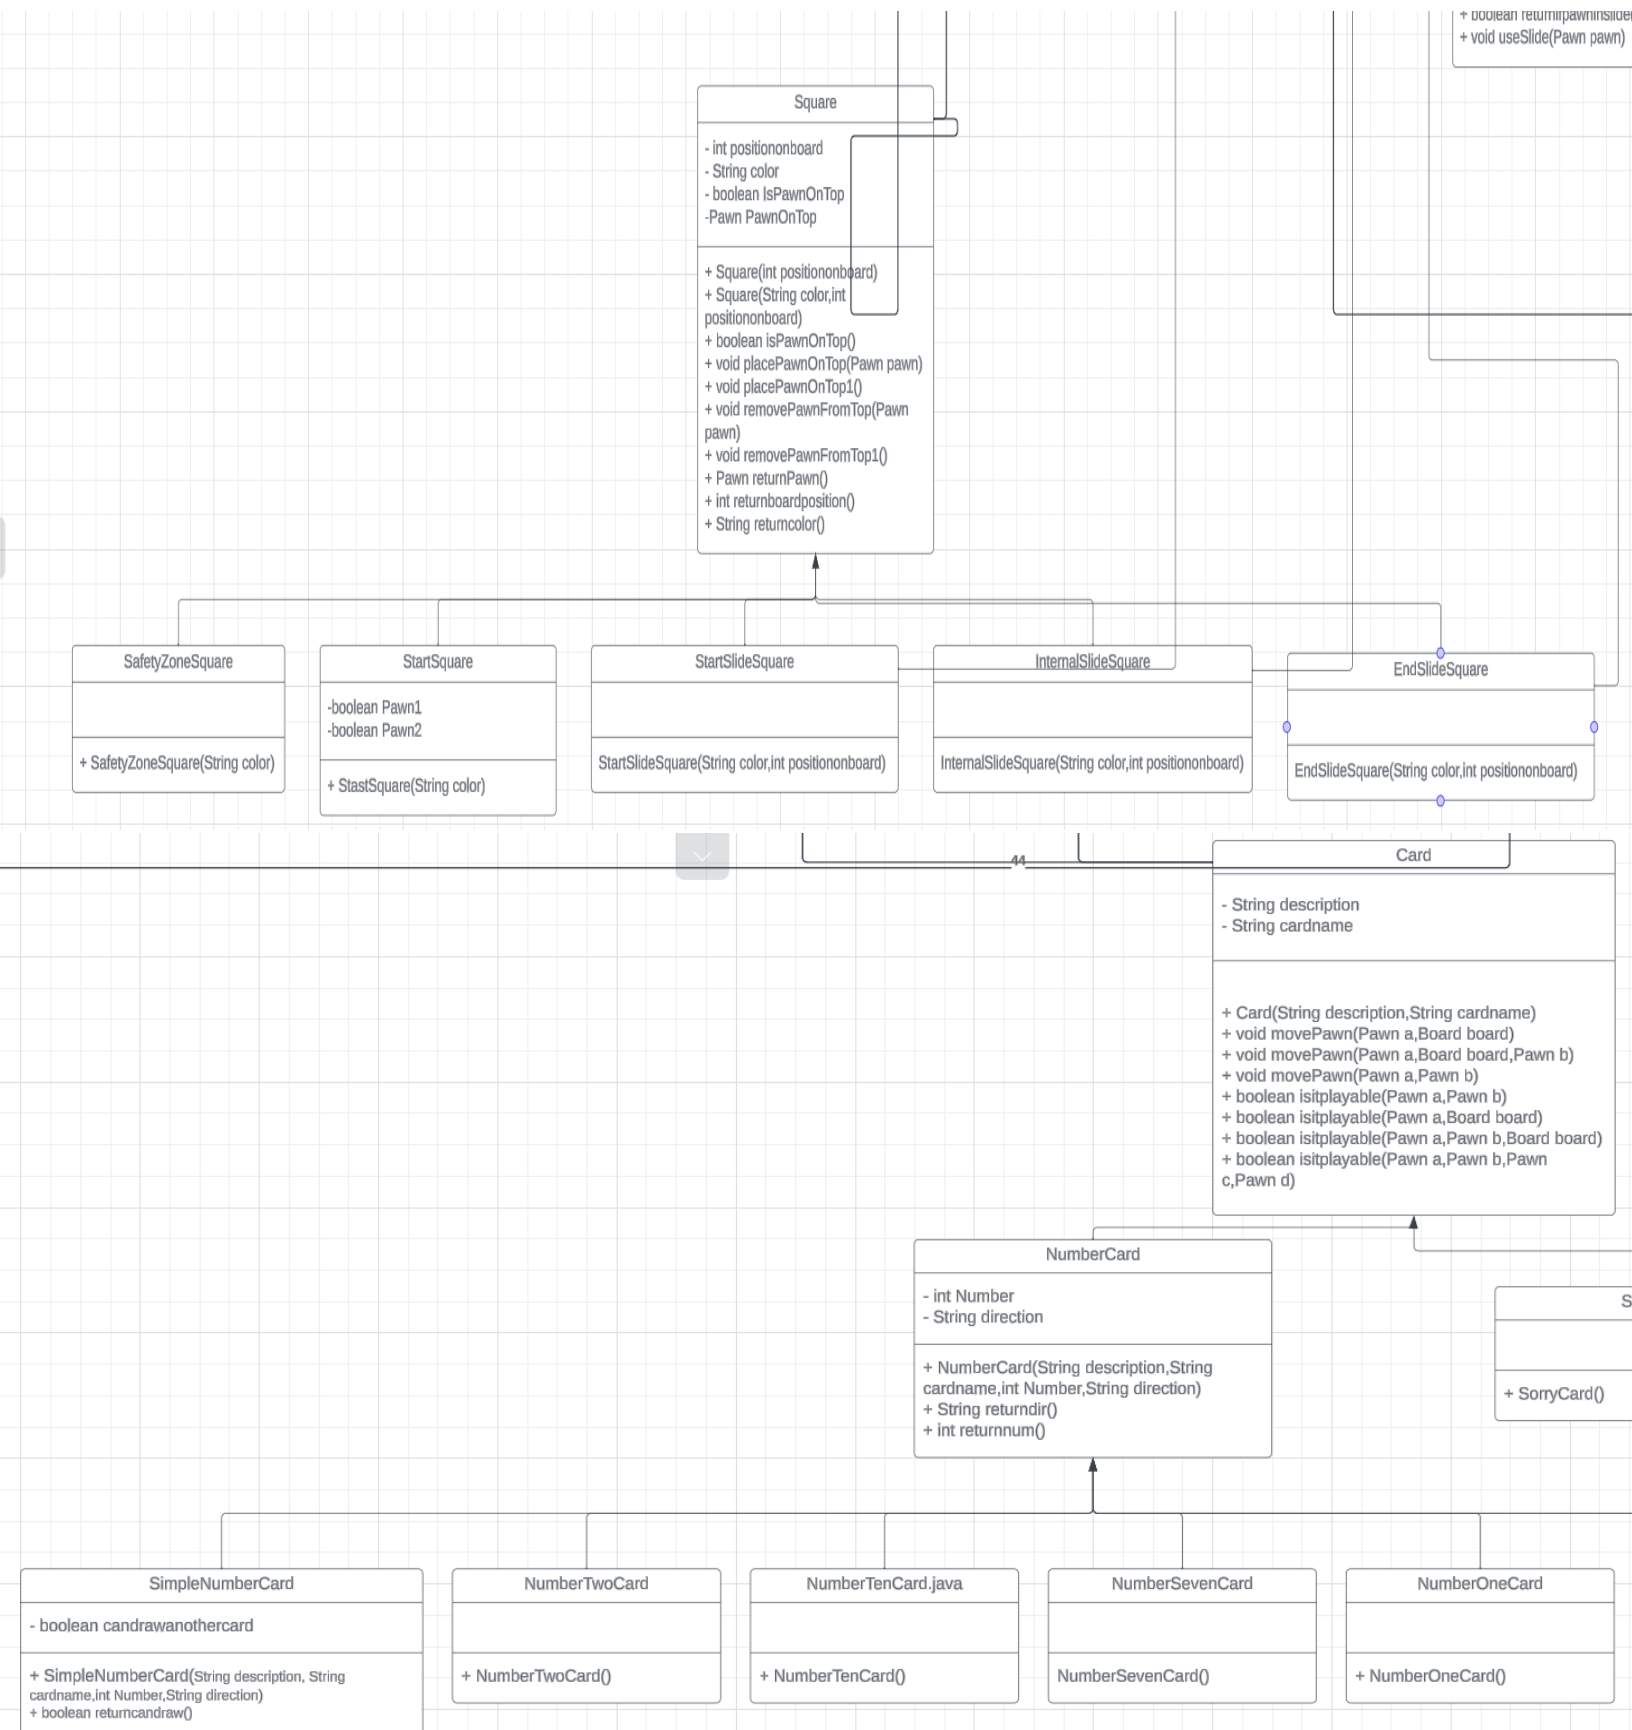 + boolean returnifpawninslide
+ void useSlide(Pawn pawn)
Square
- int positiononboard
- String color
- boolean IsPawnOnTop
-Pawn PawnOnTop
+ Square(int positiononboard)
+ Square(String color,int
positiononboard)
+ boolean isPawnOnTop()
+ void placePawnOnTop(Pawn pawn)
+ void placePawnOnTop1()
+ void removePawnFromTop(Pawn
pawn)
+ void removePawnFromTop1()
+ Pawn returnPawn()
+ int returnboardposition()
+ String returncolor()
SafetyZoneSquare
+ SafetyZoneSquare(String color)
StartSquare
-boolean Pawn1
-boolean Pawn2
+ StastSquare(String color)
StartSlideSquare
StartSlideSquare(String color,int positiononboard)
InternalSlideSquare
InternalSlideSquare(String color,int positiononboard)
EndSlideSquare
EndSlideSquare(String color,int positiononboard)
44
Card
- String description
- String cardname
+ Card(String description,String cardname)
+ void movePawn(Pawn a,Board board)
+ void movePawn(Pawn a,Board board,Pawn b)
+ void movePawn(Pawn a,Pawn b)
+ boolean isitplayable(Pawn a,Pawn b)
+ boolean isitplayable(Pawn a,Board board)
+ boolean isitplayable(Pawn a,Pawn b,Board board)
+ boolean isitplayable(Pawn a,Pawn b,Pawn
c,Pawn d)
NumberCard
- int Number
- String direction
+ NumberCard(String description,String
cardname,int Number,String direction)
+ String returndir()
+ int returnnum()
S
+ SorryCard()
SimpleNumberCard
- boolean candrawanothercard
+ SimpleNumberCard(String description, String
cardname,int Number,String direction)
+ boolean returncandraw()
NumberTwoCard
+ NumberTwoCard()
NumberTenCard.java
+ NumberTenCard()
NumberSevenCard
NumberSevenCard()
NumberOneCard
+ NumberOneCard()